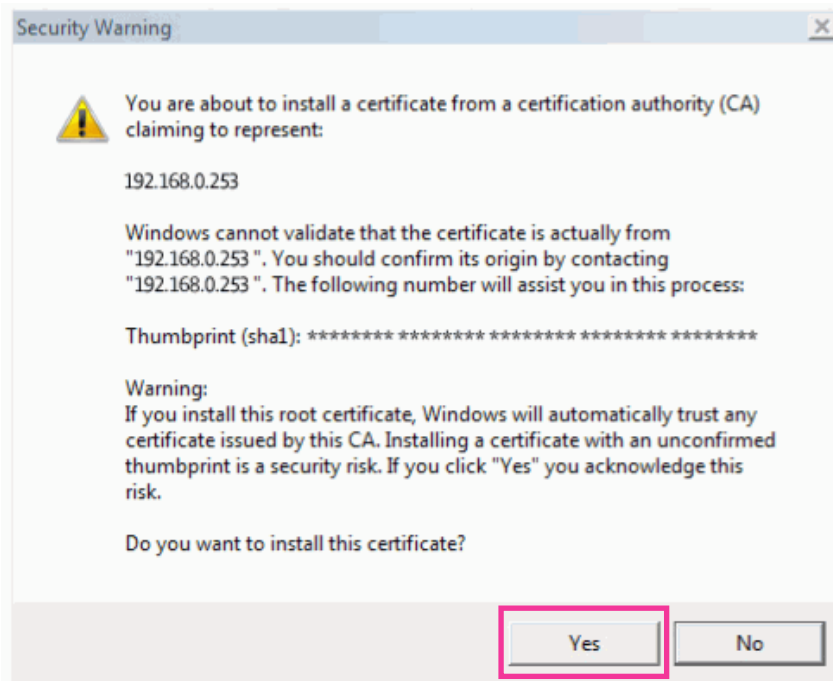 Security Warning
You are about to install a certificate from a certification authority (CA)
claiming to represent:
192.168.0.253
Windows cannot validate that the certificate is actually from
"192.168.0.253 ". You should confirm its origin by contacting
"192.168.0.253 ". The following number will assist you in this process:
Thumbprint (sha1): ******** ******** ******** ******** ********
Warning:
If you install this root certificate, Windows will automatically trust any
certificate issued by this CA. Installing a certificate with an unconfirmed
thumbprint is a security risk. If you click "Yes" you acknowledge this
risk.
Do you want to install this certificate?
Yes No